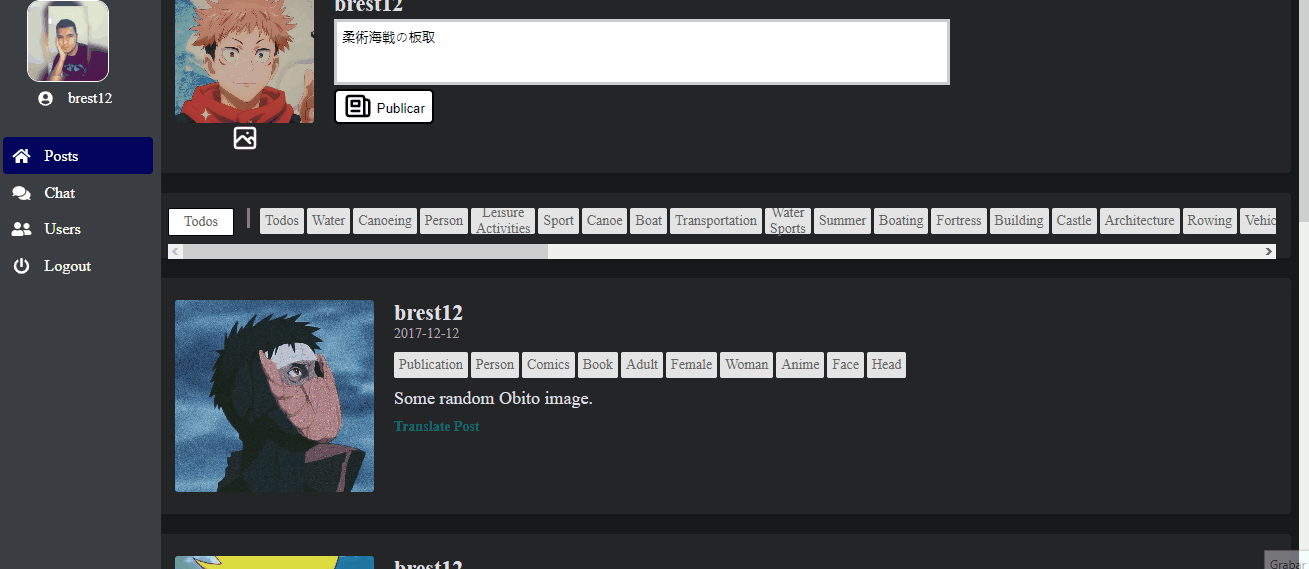 brest12
Posts
Chat
Users
Logout
brest12
柔術海戦の板取
Publicar
Todos
Todos Water Canoeing Person Leisure Activities Sport Canoe Boat Transportation Water Sports Summer Boating Fortress Building Castle Architecture Rowing Vehic
brest12
2017-12-12
Publication Person Comics Book Adult Female Woman Anime Face Head
Some random Obito image.
Translate Post
brest12
Grabar